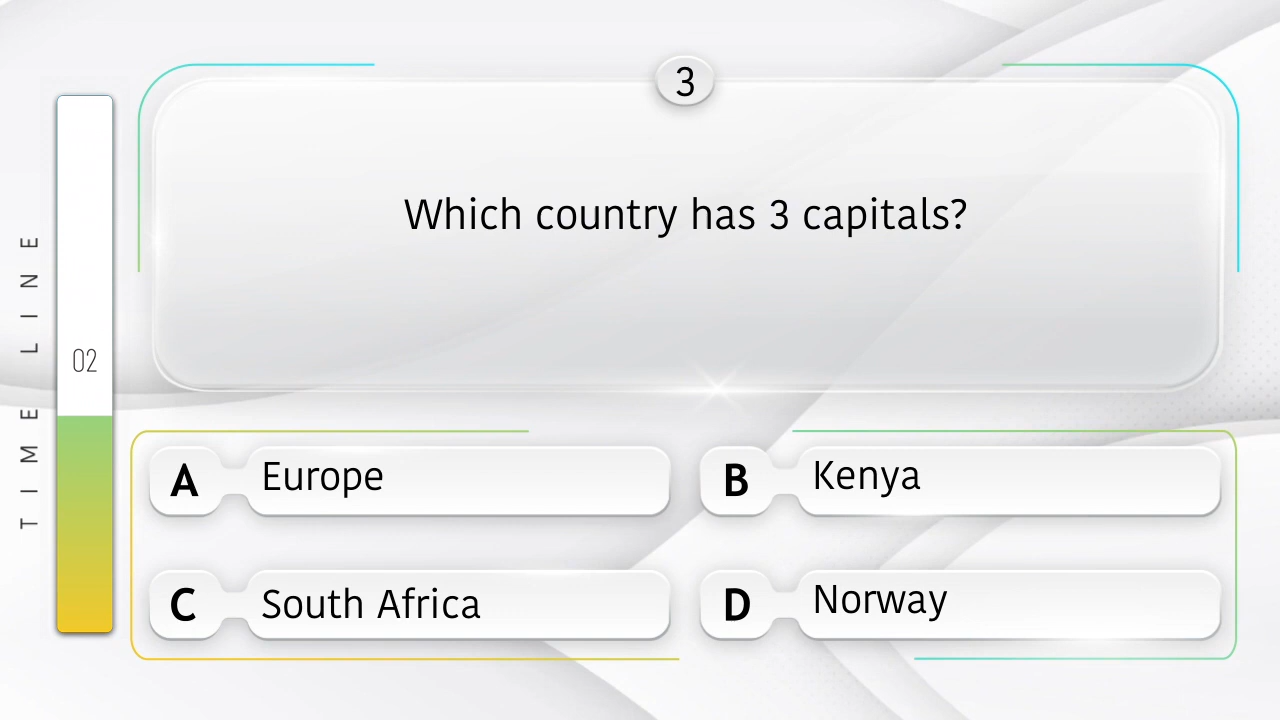 3
Which country has 3 capitals?
TIME LINE
02
A Europe
B Kenya
C South Africa
D Norway